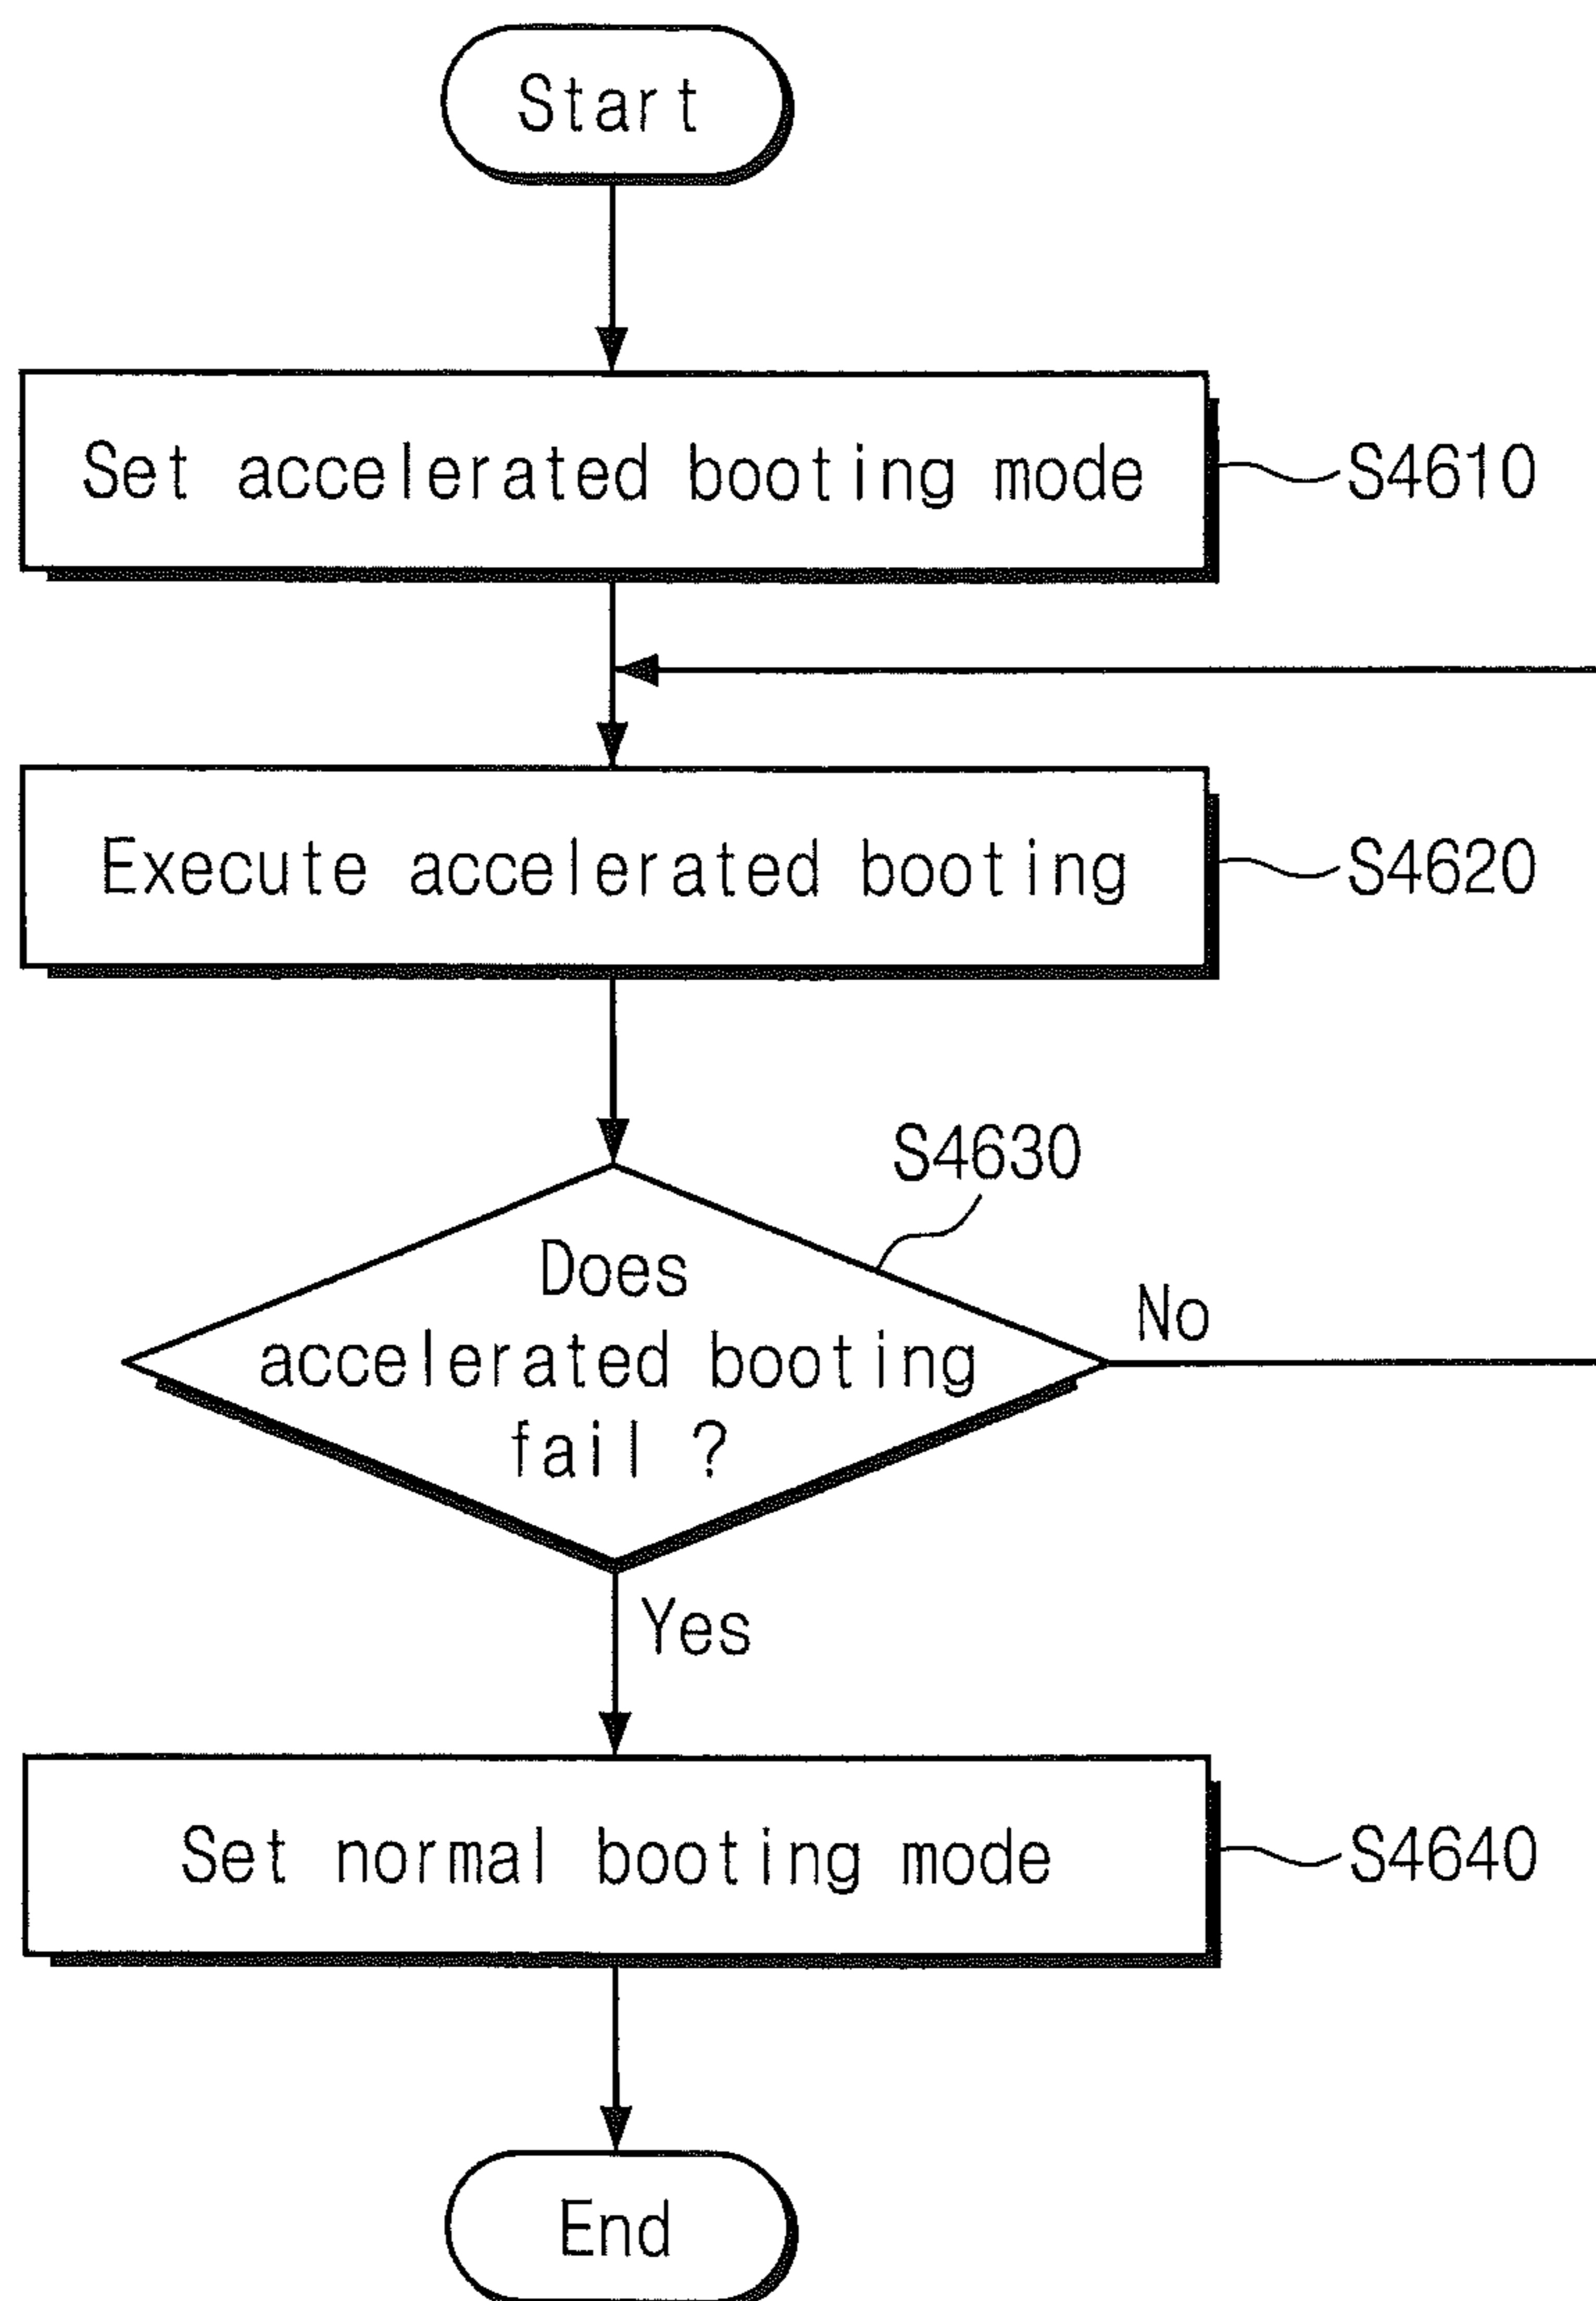 Start
Set accelerated booting mode
S4610
Execute accelerated booting
S4620
S4630
Does
accelerated booting
fail ?
No
Yes
Set normal booting mode
S4640
End